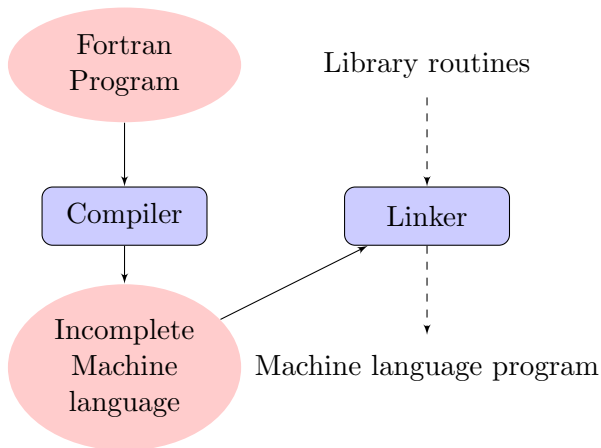 Fortran
Program
Library routines
Compiler
Linker
Incomplete
Machine
language
Machine language program